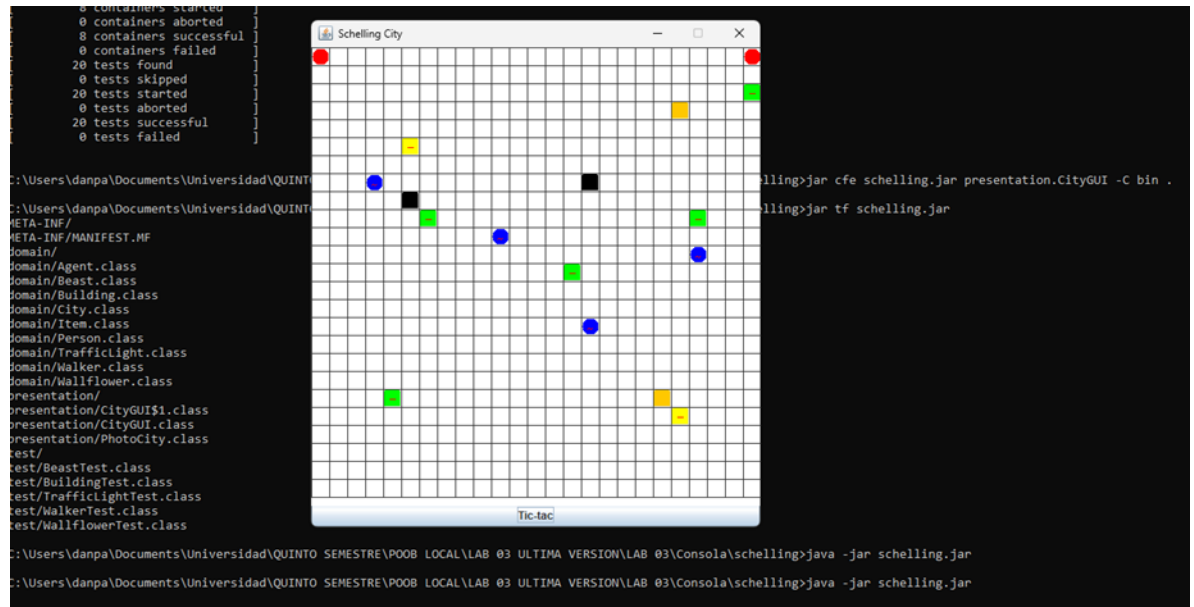 8 containers started ]
0 containers aborted ]
8 containers successful ]
0 containers failed ]
20 tests found ]
0 tests skipped ]
20 tests started ]
0 tests aborted ]
20 tests successful ]
0 tests failed ]
Schelling City
C:\Users\danpa\Documents\Universidad\QUINT lling>jar cfe schelling.jar presentation.CityGUI -C bin .
C:\Users\danpa\Documents\Universidad\QUINT lling>jar tf schelling.jar
META-INF/
META-INF/MANIFEST.MF
domain/
domain/Agent.class
domain/Beast.class
domain/Building.class
domain/City.class
domain/Item.class
domain/Person.class
domain/TrafficLight.class
domain/Walker.class
domain/Wallflower.class
presentation/
presentation/CityGUI$1.class
presentation/CityGUI.class
presentation/PhotoCity.class
test/
test/BeastTest.class
test/BuildingTest.class
test/TrafficLightTest.class
test/WalkerTest.class
test/WallflowerTest.class
Tic-tac
C:\Users\danpa\Documents\Universidad\QUINTO SEMESTRE\POOB LOCAL\LAB 03 ULTIMA VERSION\LAB 03\Consola\schelling>java -jar schelling.jar
C:\Users\danpa\Documents\Universidad\QUINTO SEMESTRE\POOB LOCAL\LAB 03 ULTIMA VERSION\LAB 03\Consola\schelling>java -jar schelling.jar